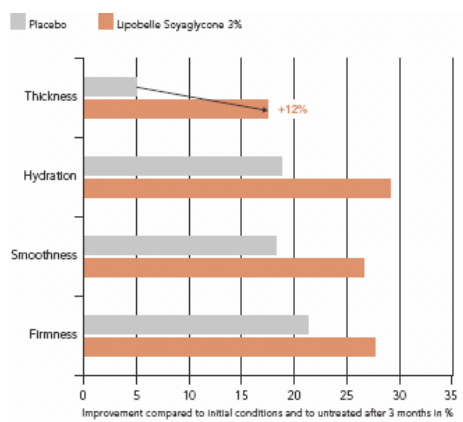 Placebo
Lipobelle Soyaglycone 3%
Thickness
+12%
Hydration
Smoothness
Firmness
0 5 10 15 20 25 30 35
Improvement compared to initial conditions and to untreated after 3 months in %